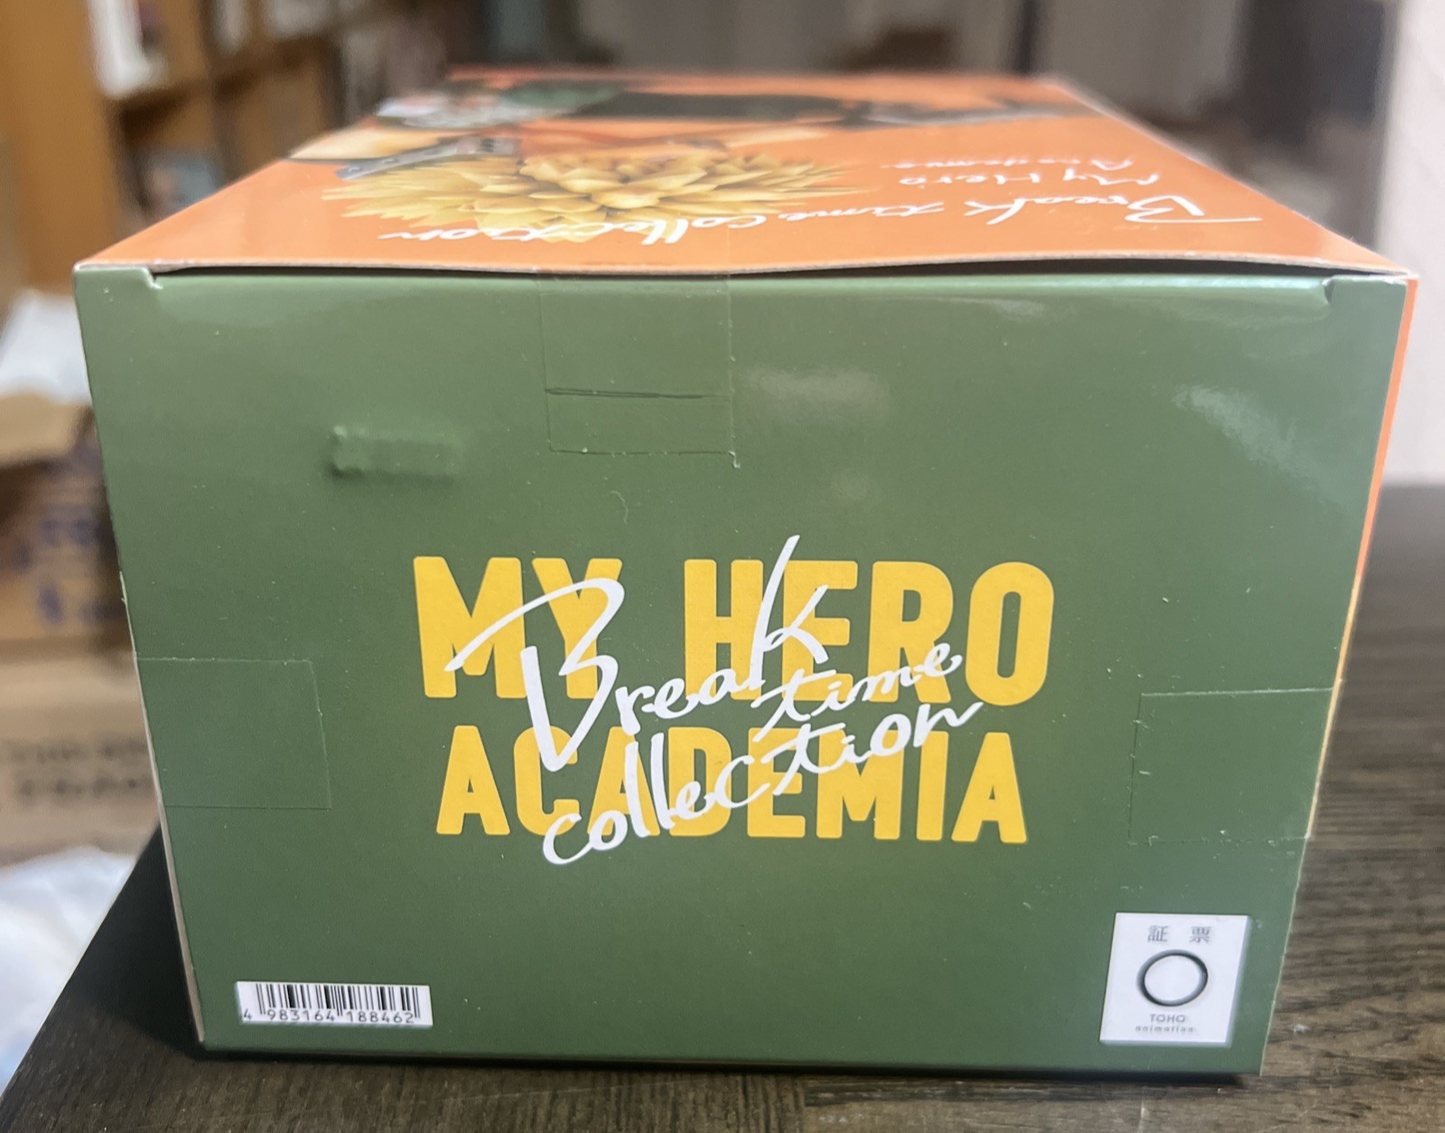 Break time collection
My Hero
Academia
MY HERO
ACADEMIA
Break
time
collection
4 983164 188462
証 票
TOHO
animation